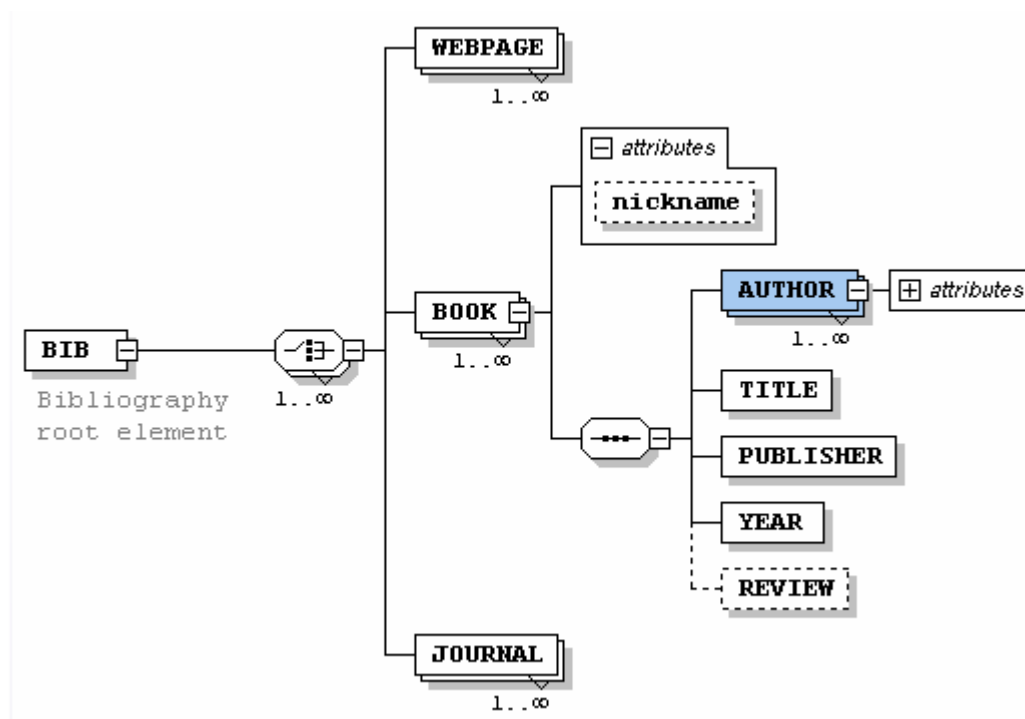 WEBPAGE
1..∞
attributes
nickname
AUTHOR
attributes
1..∞
BOOK
1..∞
BIB
1..∞
Bibliography
root element
TITLE
PUBLISHER
YEAR
REVIEW
JOURNAL
1..∞